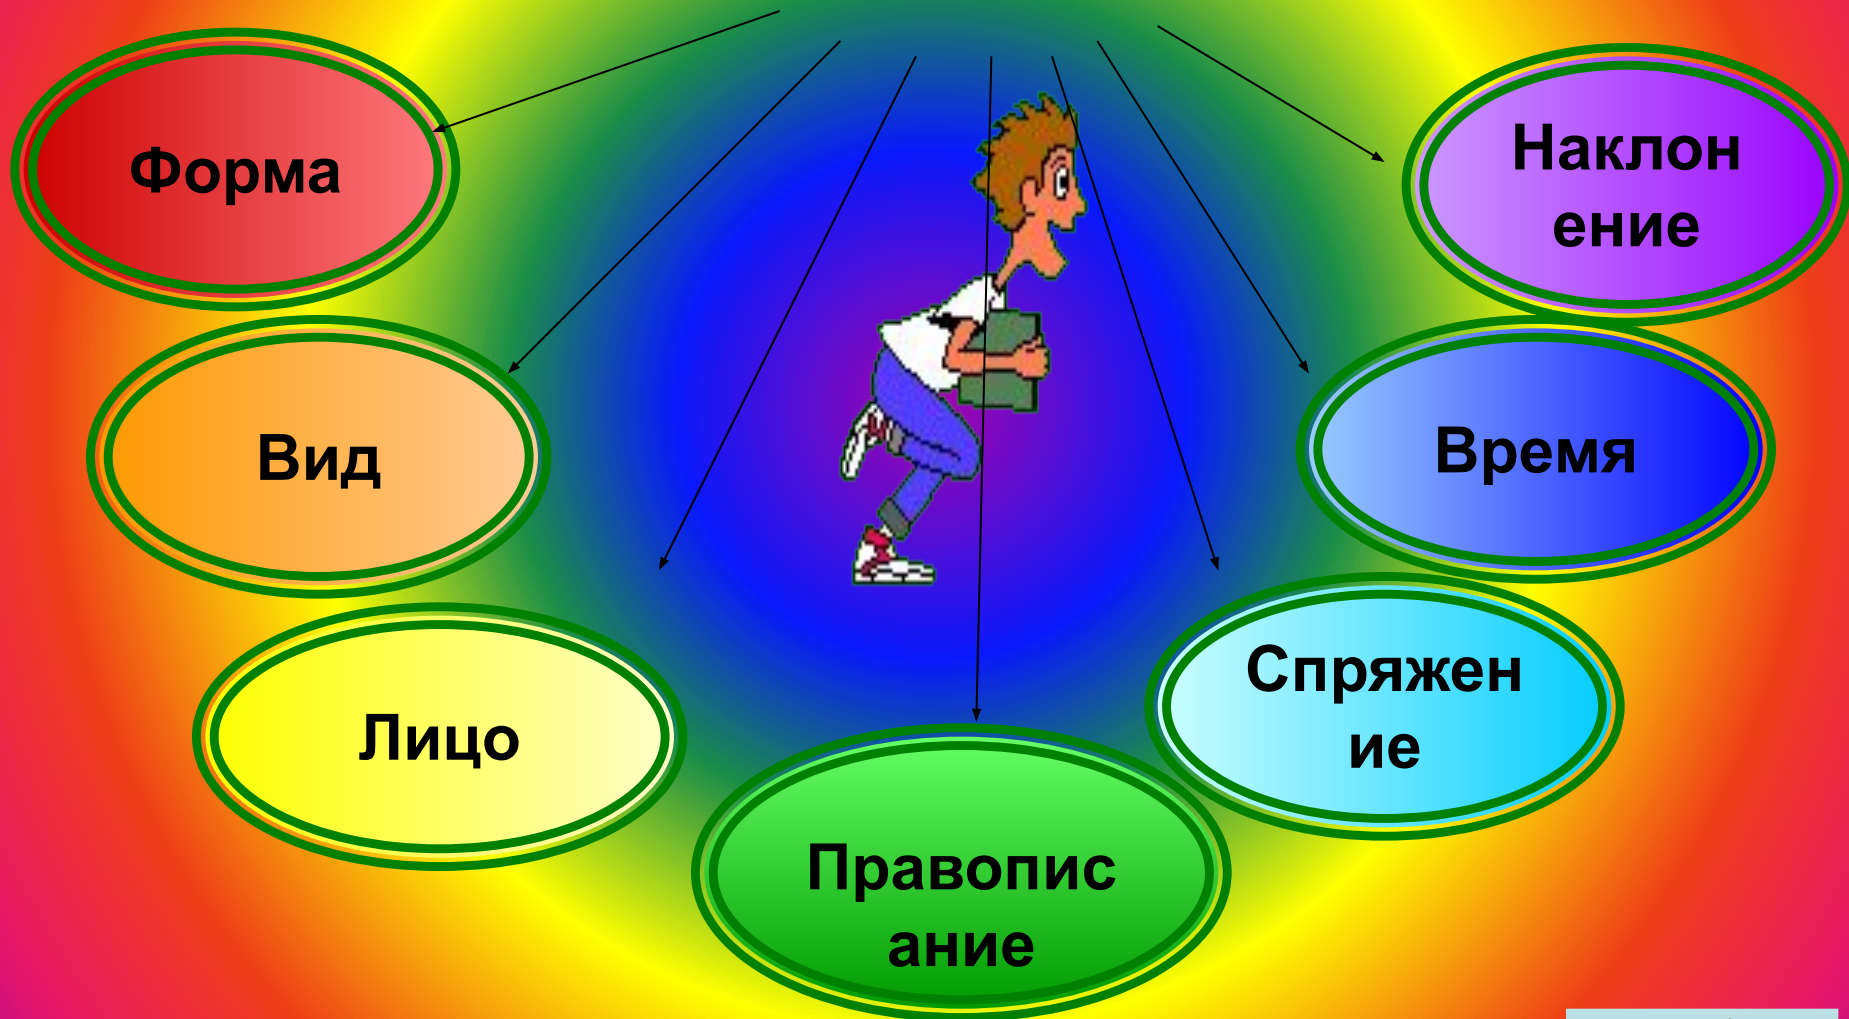 Форма
Наклон
ение
Вид
Время
Лицо
Спряжен
ие
Правопис
ание